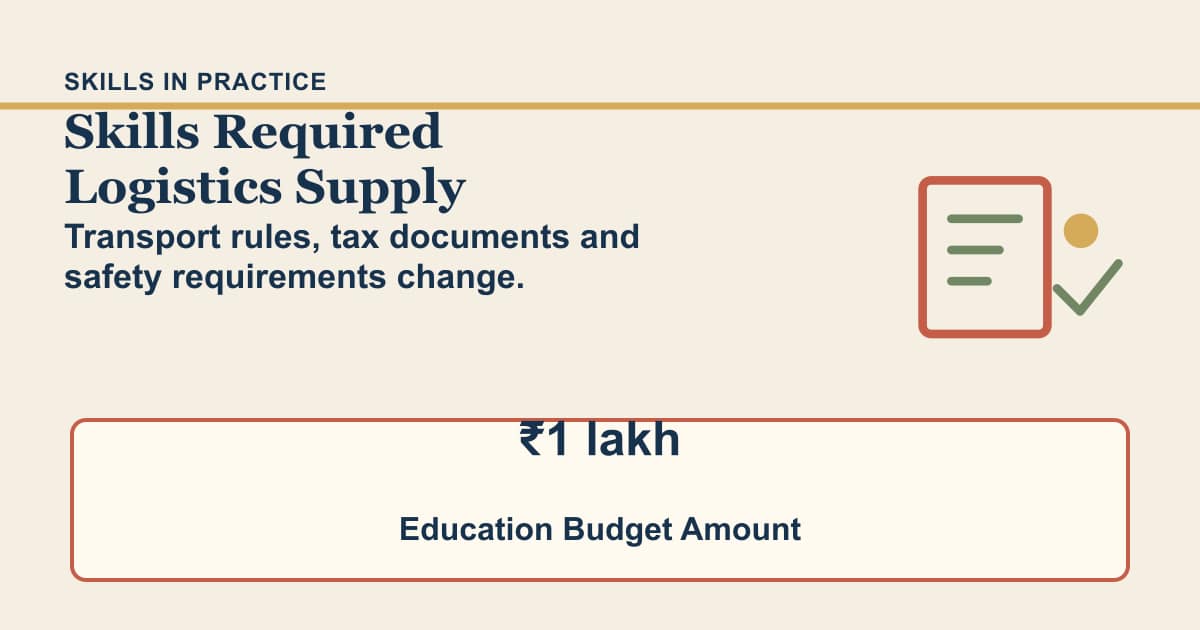 SKILLS IN PRACTICE
Skills Required
Logistics Supply
Transport rules, tax documents and
safety requirements change.
₹1 lakh
Education Budget Amount